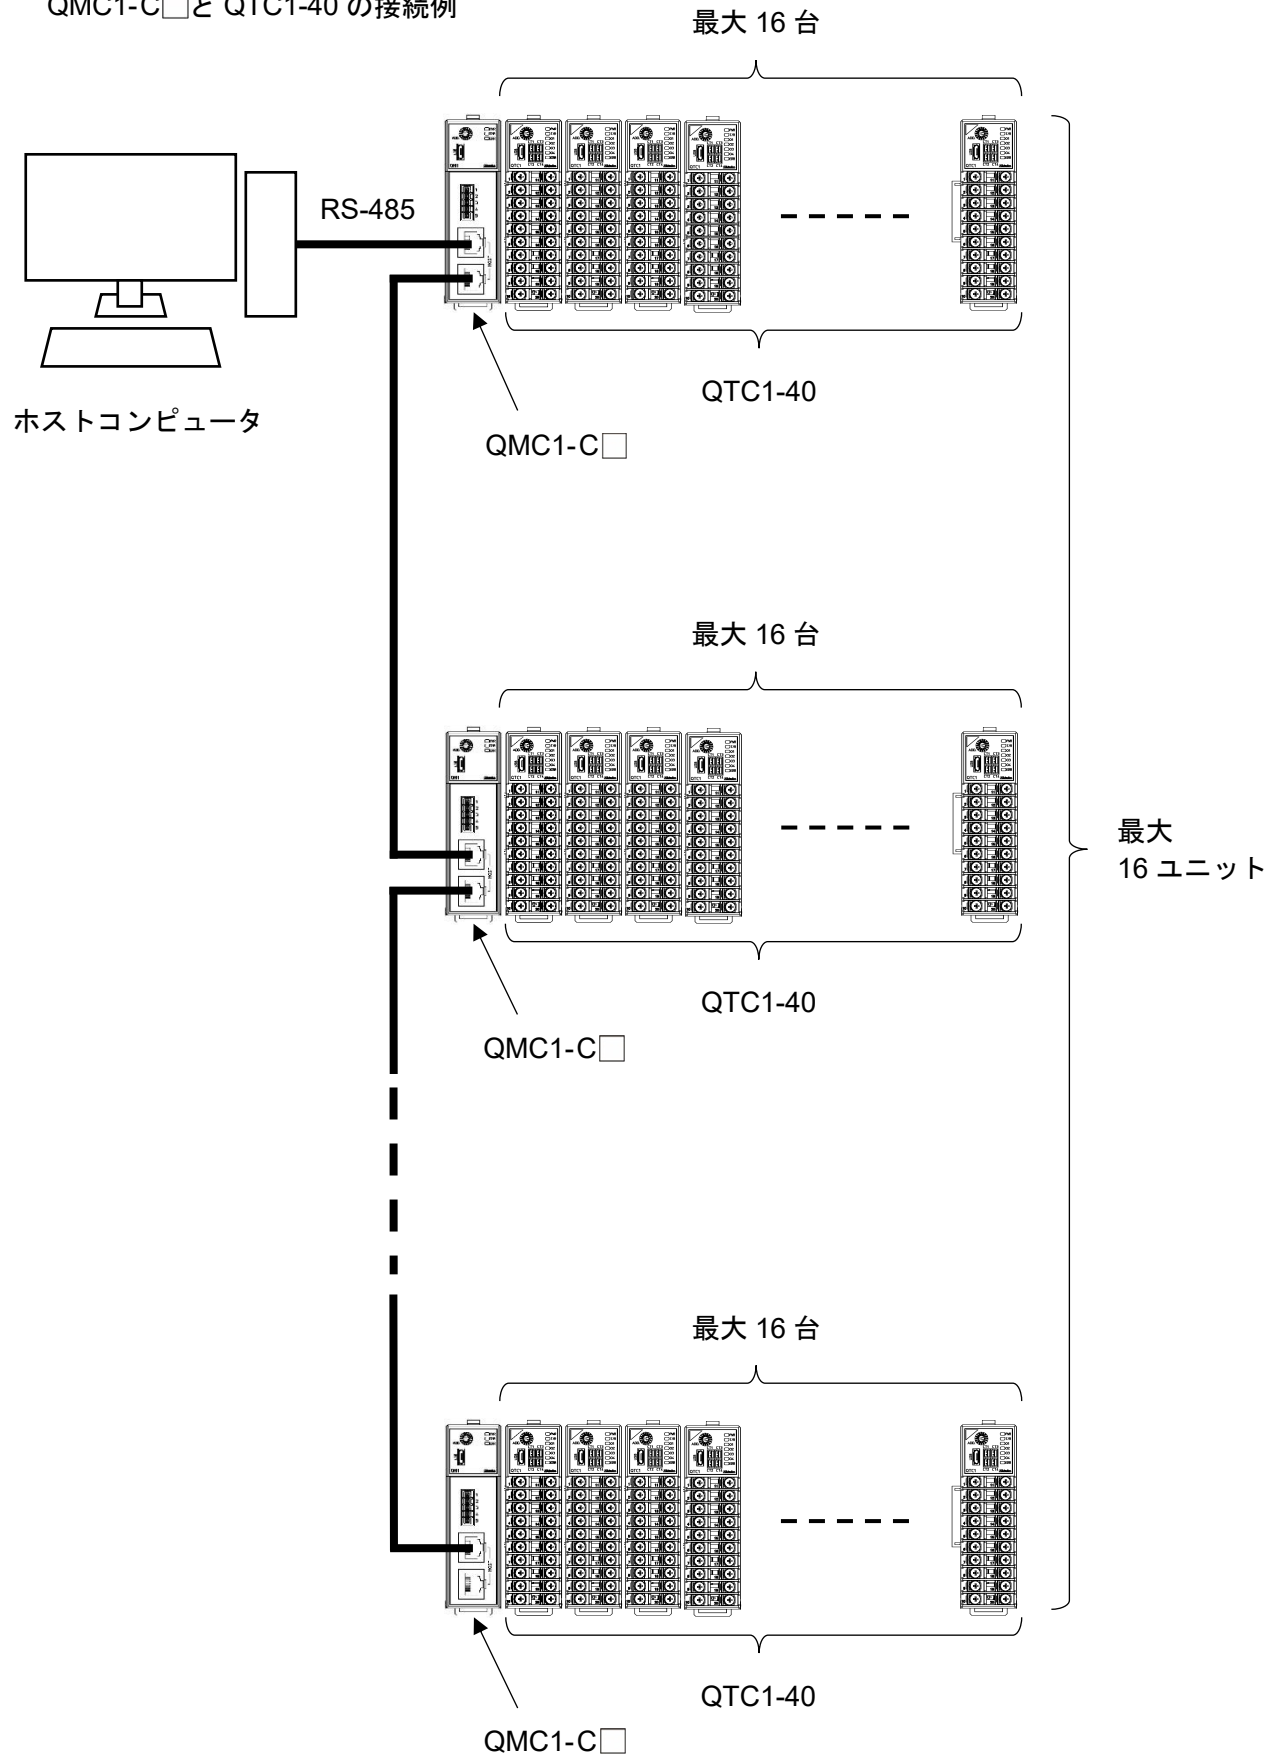 QMC1-C□と QTC1-40 の接続例
最大 16 台
RS-485
QTC1-40
ホストコンピュータ
QMC1-C□
最大 16 台
最大
16 ユニット
QTC1-40
QMC1-C□
最大 16 台
QTC1-40
QMC1-C□